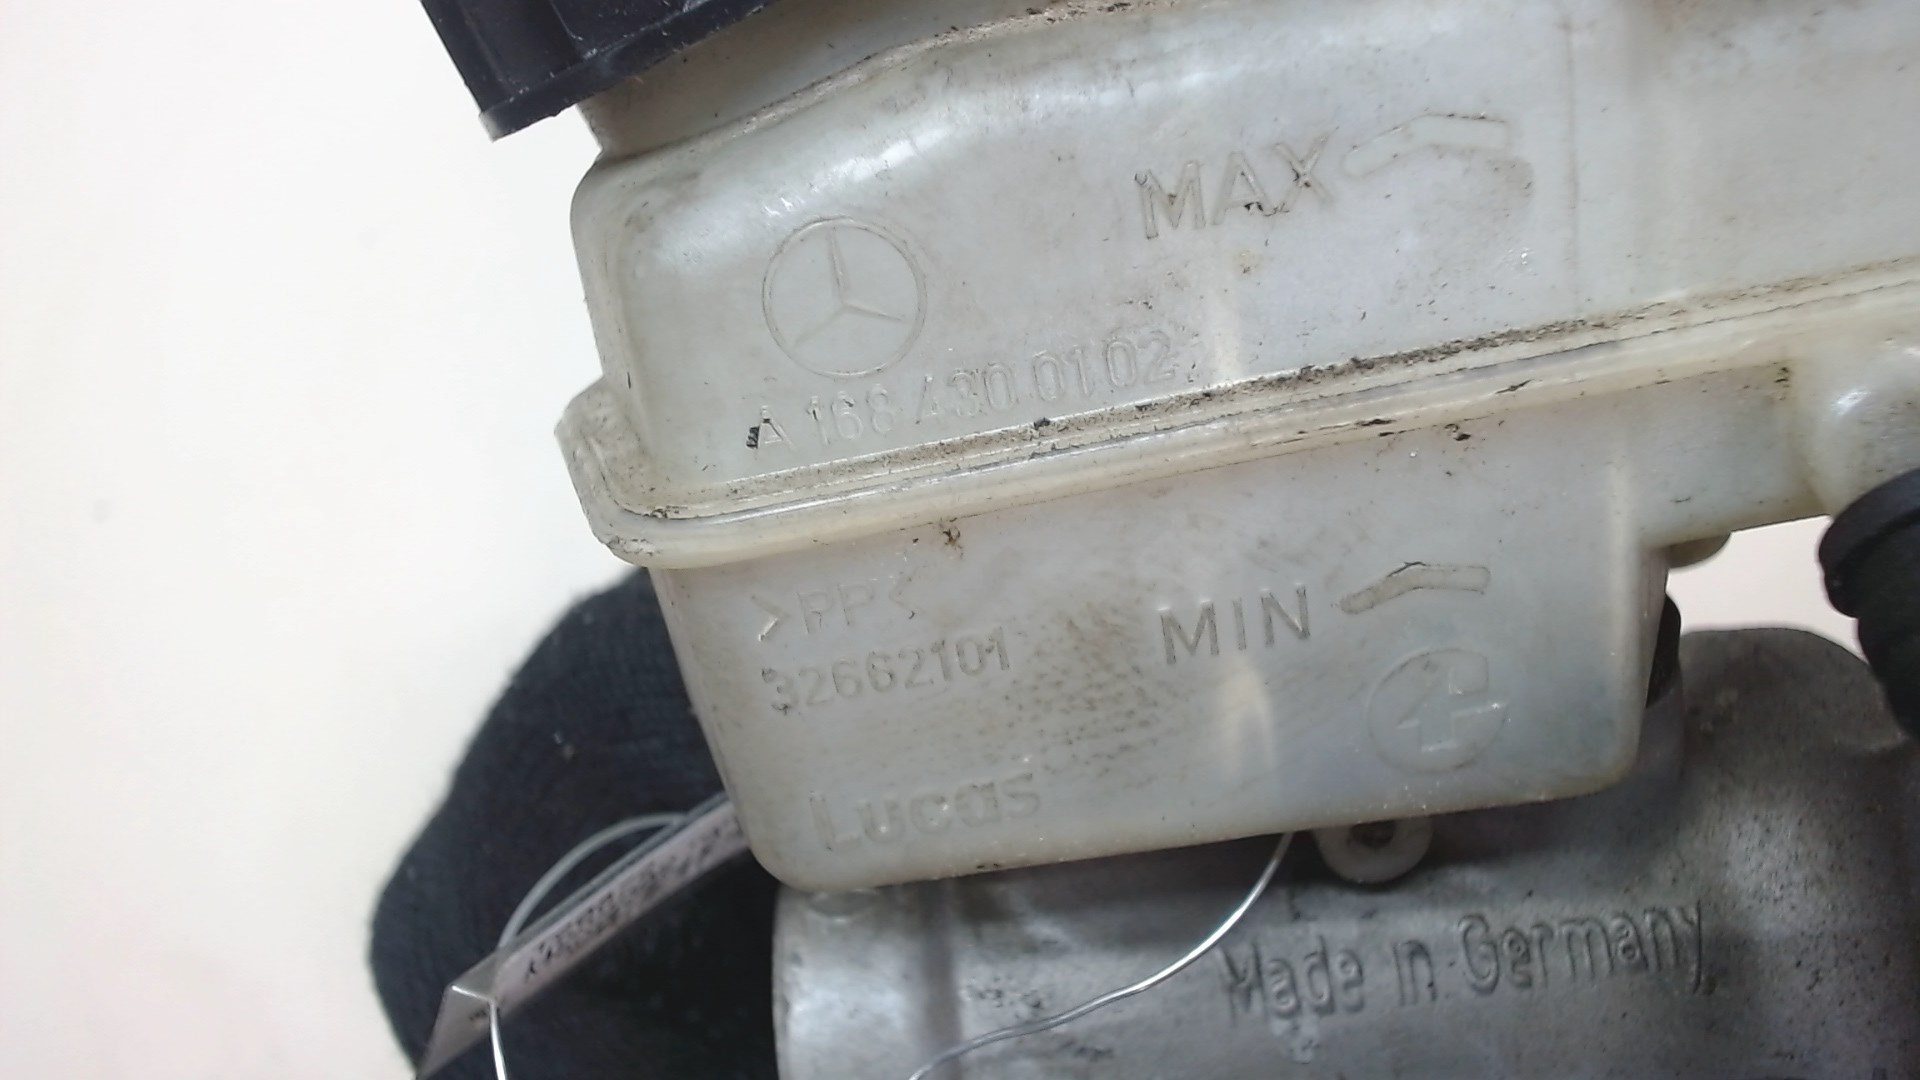 MAX
A 168 430 01 02
>PP<
32662101
MIN
Lucas
Made in Germany